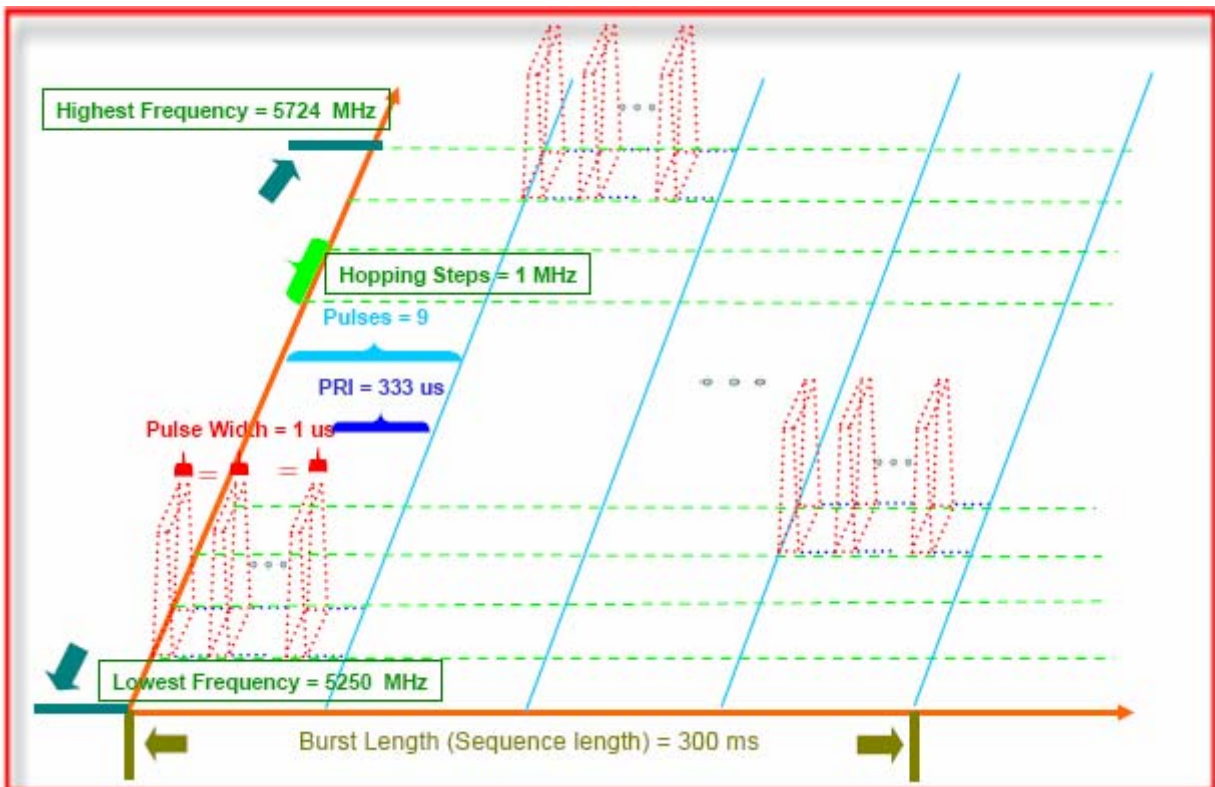 Highest Frequency = 5724 MHz
Hopping Steps = 1 MHz
Pulses = 9
PRI = 333 us
Pulse Width = 1 us
= =
Lowest Frequency = 5250 MHz
Burst Length (Sequence length) = 300 ms